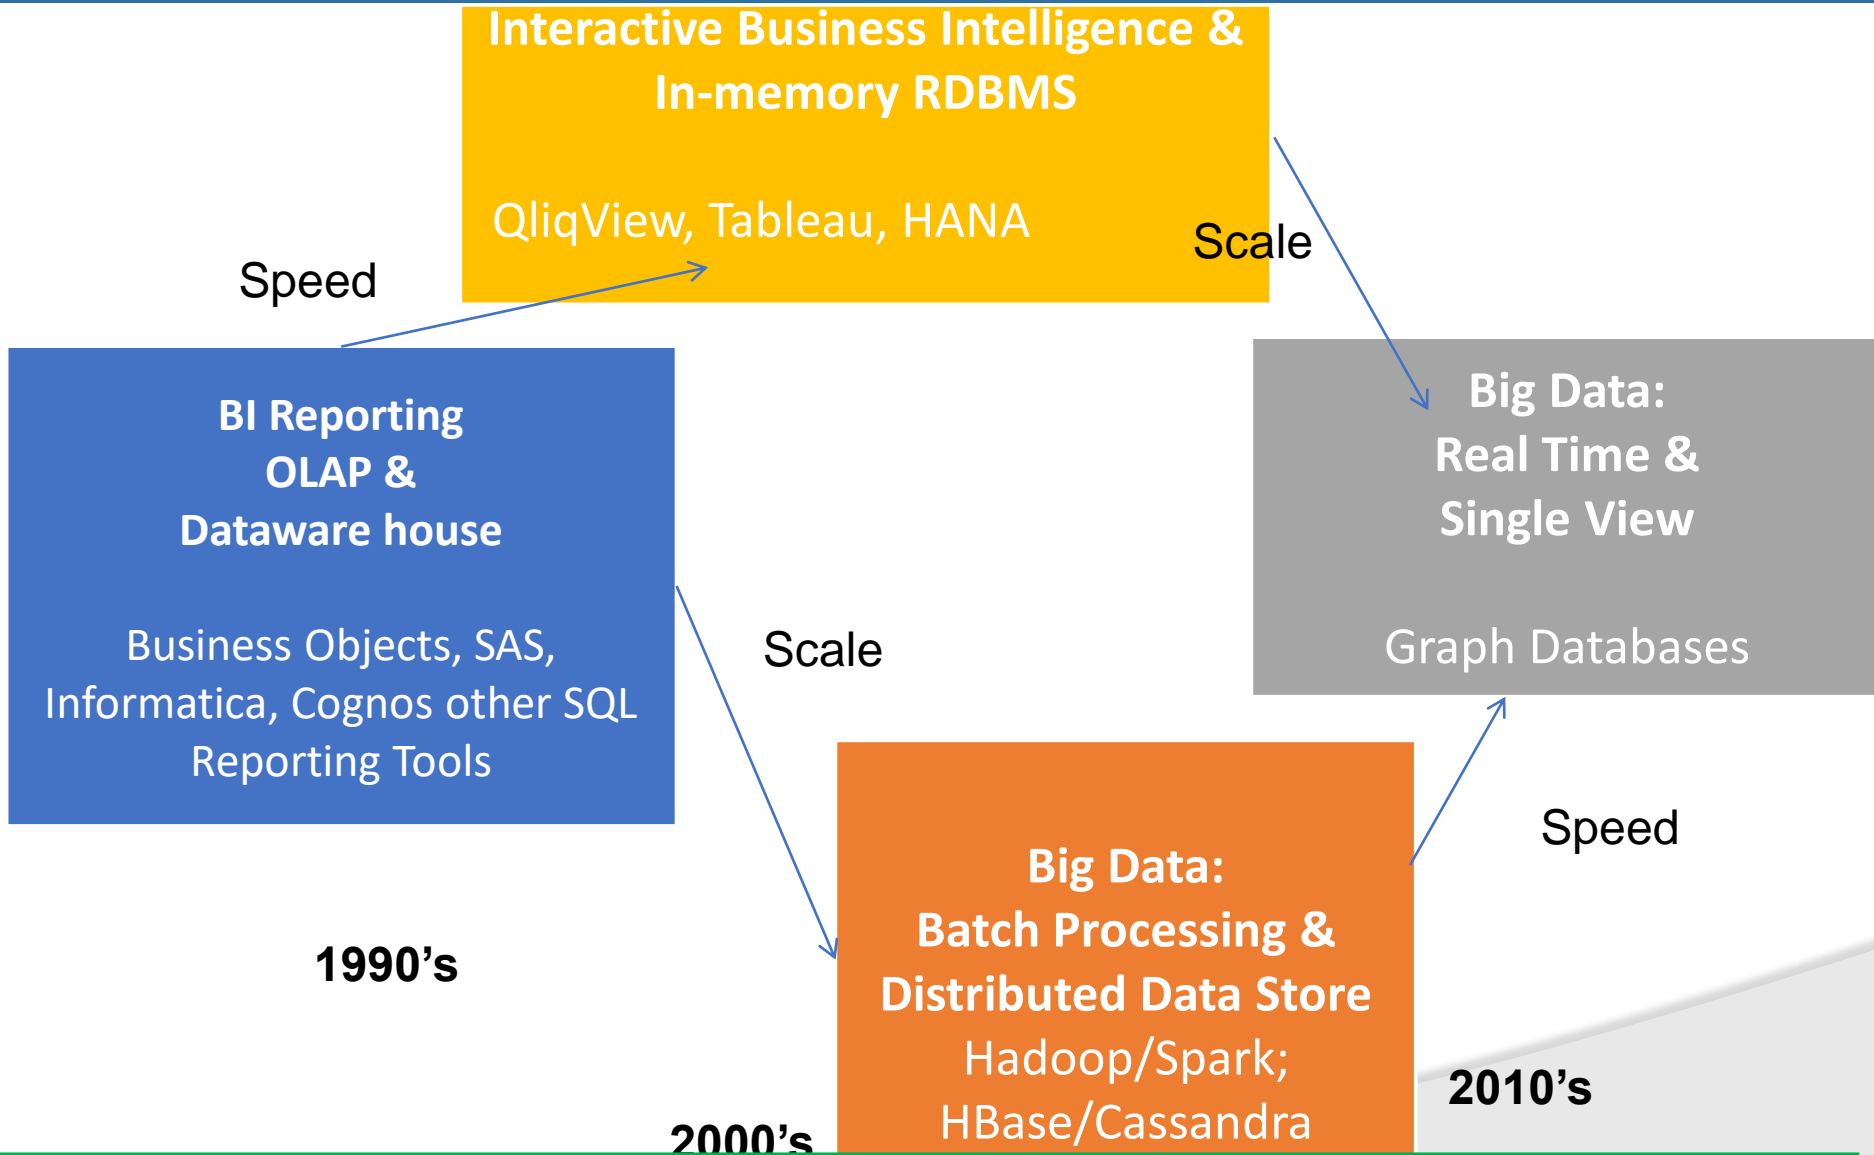 Interactive Business Intelligence &
In-memory RDBMS
QliqView, Tableau, HANA
Speed
Scale
BI Reporting
OLAP &
Dataware house
Business Objects, SAS,
Informatica, Cognos other SQL
Reporting Tools
Scale
Big Data:
Real Time &
Single View
Graph Databases
Speed
Big Data:
Batch Processing &
Distributed Data Store
Hadoop/Spark;
HBase/Cassandra
1990’s
2000’s
2010’s